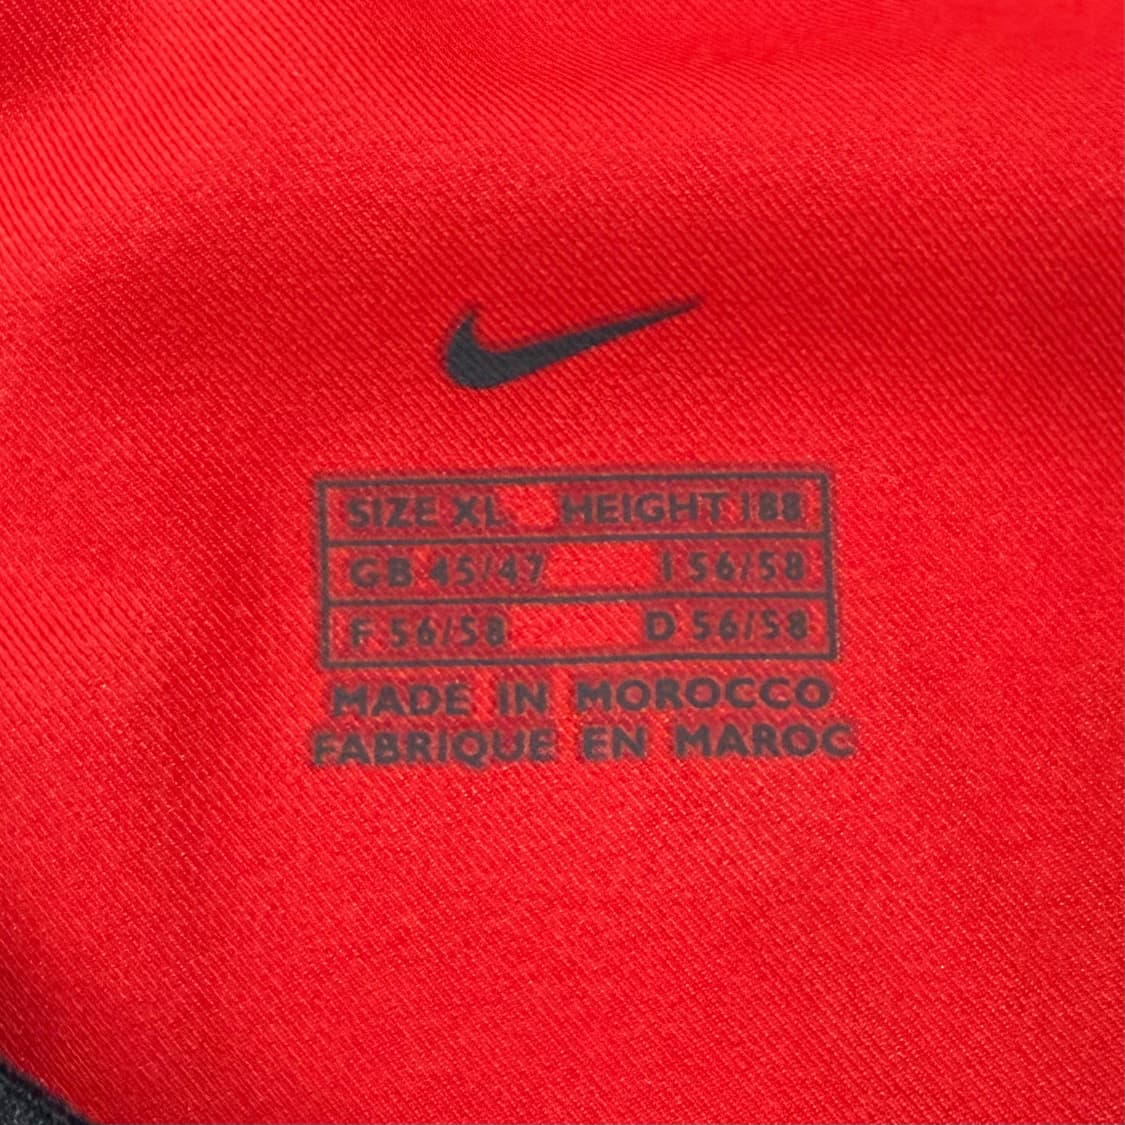 SIZE XL HEIGHT 188
GB 45/47 I 56/58
F 56/58 D 56/58
MADE IN MOROCCO
FABRIQUE EN MAROC